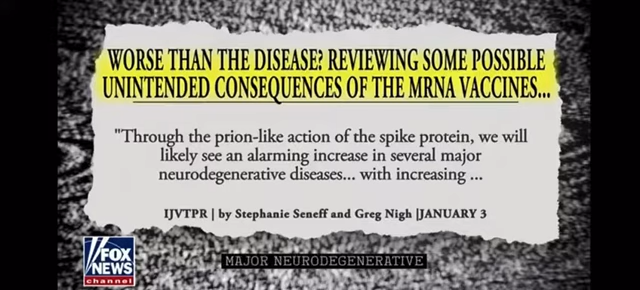 WORSE THAN THE DISEASE? REVIEWING SOME POSSIBLE
UNINTENDED CONSEQUENCES OF THE MRNA VACCINES...
"Through the prion-like action of the spike protein, we will
likely see an alarming increase in several major
neurodegenerative diseases... with increasing ...
IJVTPR | by Stephanie Seneff and Greg Nigh |JANUARY 3
FOX
NEWS
channel
MAJOR NEURODEGENERATIVE